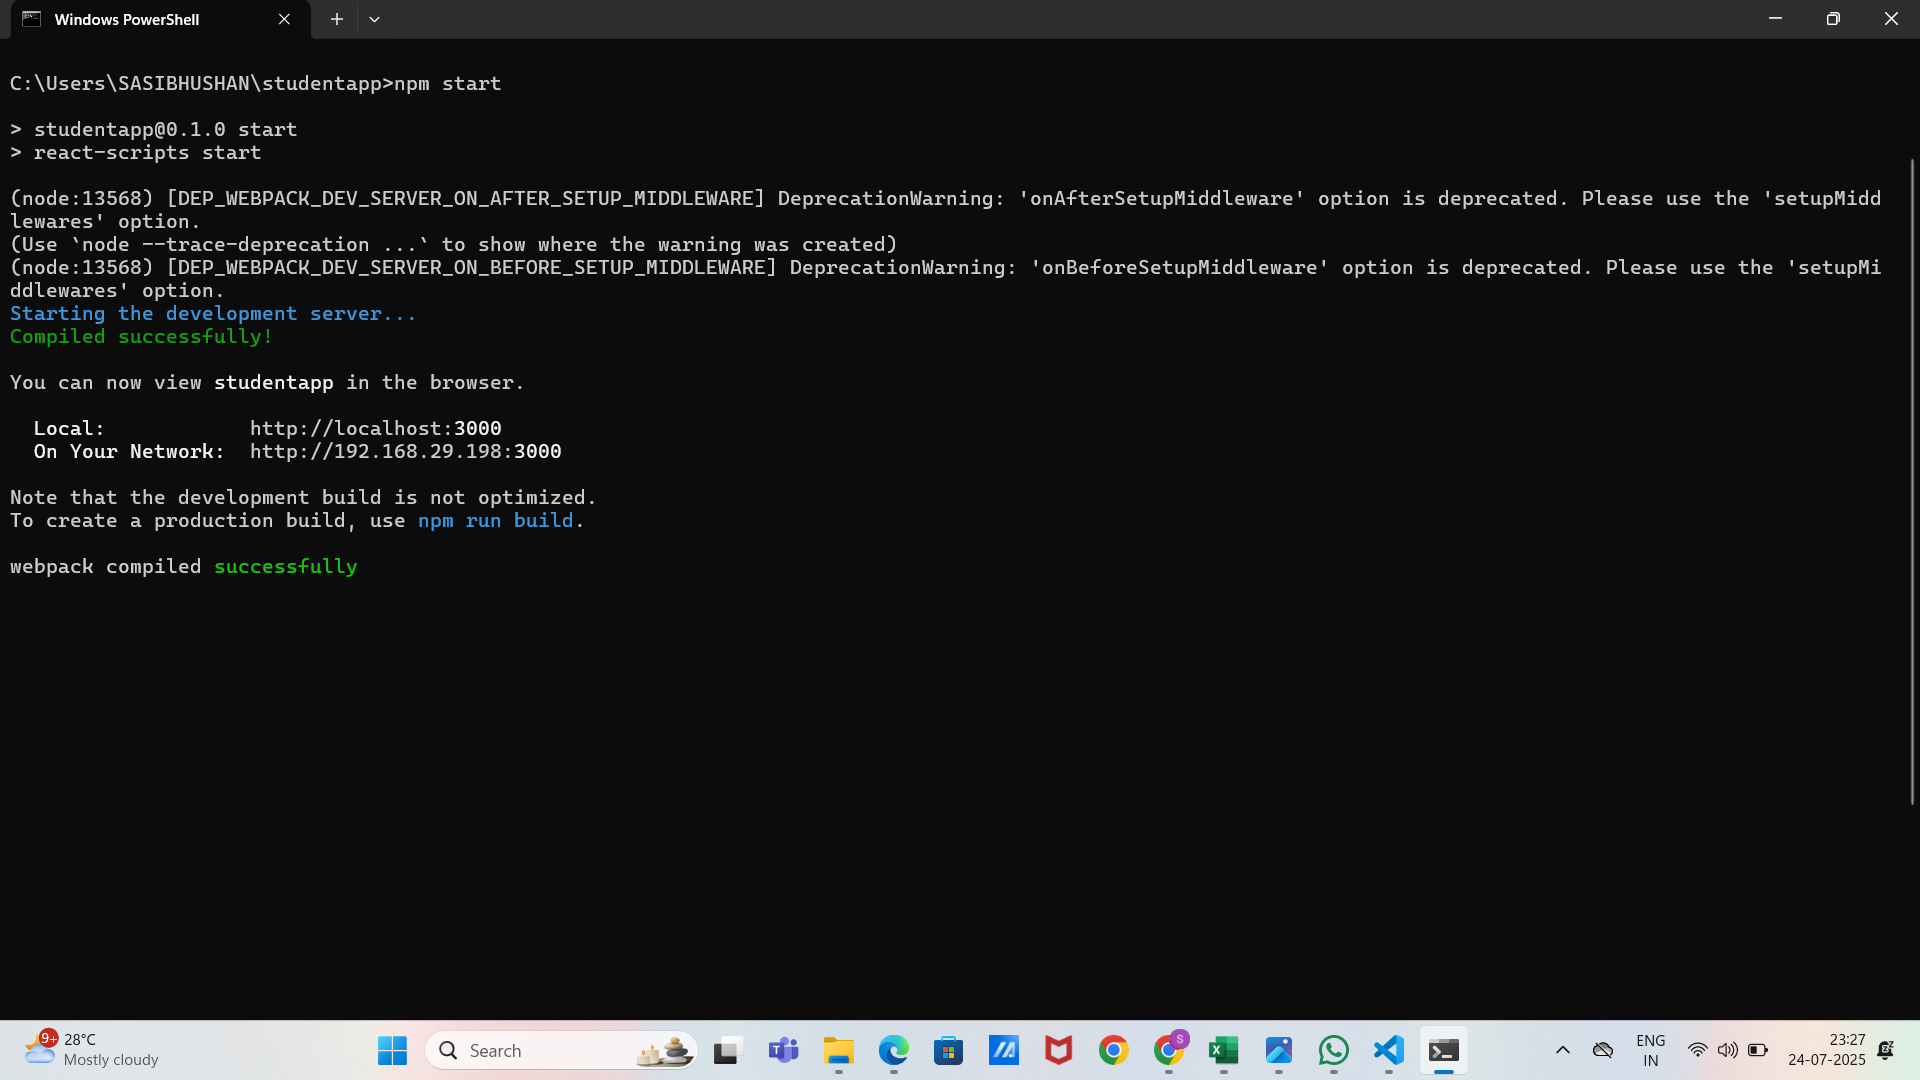 Windows PowerShell
C:\Users\SASIBHUSHAN\studentapp>npm start
> studentapp@0.1.0 start
> react-scripts start
(node:13568) [DEP_WEBPACK_DEV_SERVER_ON_AFTER_SETUP_MIDDLEWARE] DeprecationWarning: 'onAfterSetupMiddleware' option is deprecated. Please use the 'setupMidd
lewares' option.
(Use `node --trace-deprecation ...` to show where the warning was created)
(node:13568) [DEP_WEBPACK_DEV_SERVER_ON_BEFORE_SETUP_MIDDLEWARE] DeprecationWarning: 'onBeforeSetupMiddleware' option is deprecated. Please use the 'setupMi
ddlewares' option.
Starting the development server...
Compiled successfully!
You can now view studentapp in the browser.
Local:            http://localhost:3000
On Your Network:  http://192.168.29.198:3000
Note that the development build is not optimized.
To create a production build, use npm run build.
webpack compiled successfully
9+
28°C
Mostly cloudy
Search
T
S
X
ENG
IN
23:27
24-07-2025